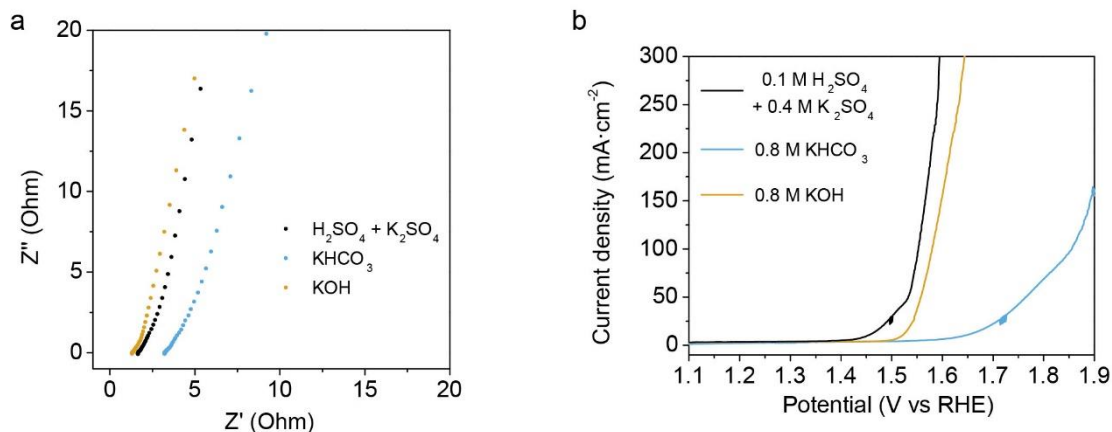 a
20
15
10
5
0
Z'' (Ohm)
H₂SO₄ + K₂SO₄
KHCO₃
KOH
0 5 10 15 20
Z' (Ohm)
b
300
250
200
150
100
50
0
Current density (mA·cm⁻²)
0.1 M H₂SO₄
+ 0.4 M K₂SO₄
0.8 M KHCO₃
0.8 M KOH
1.1 1.2 1.3 1.4 1.5 1.6 1.7 1.8 1.9
Potential (V vs RHE)